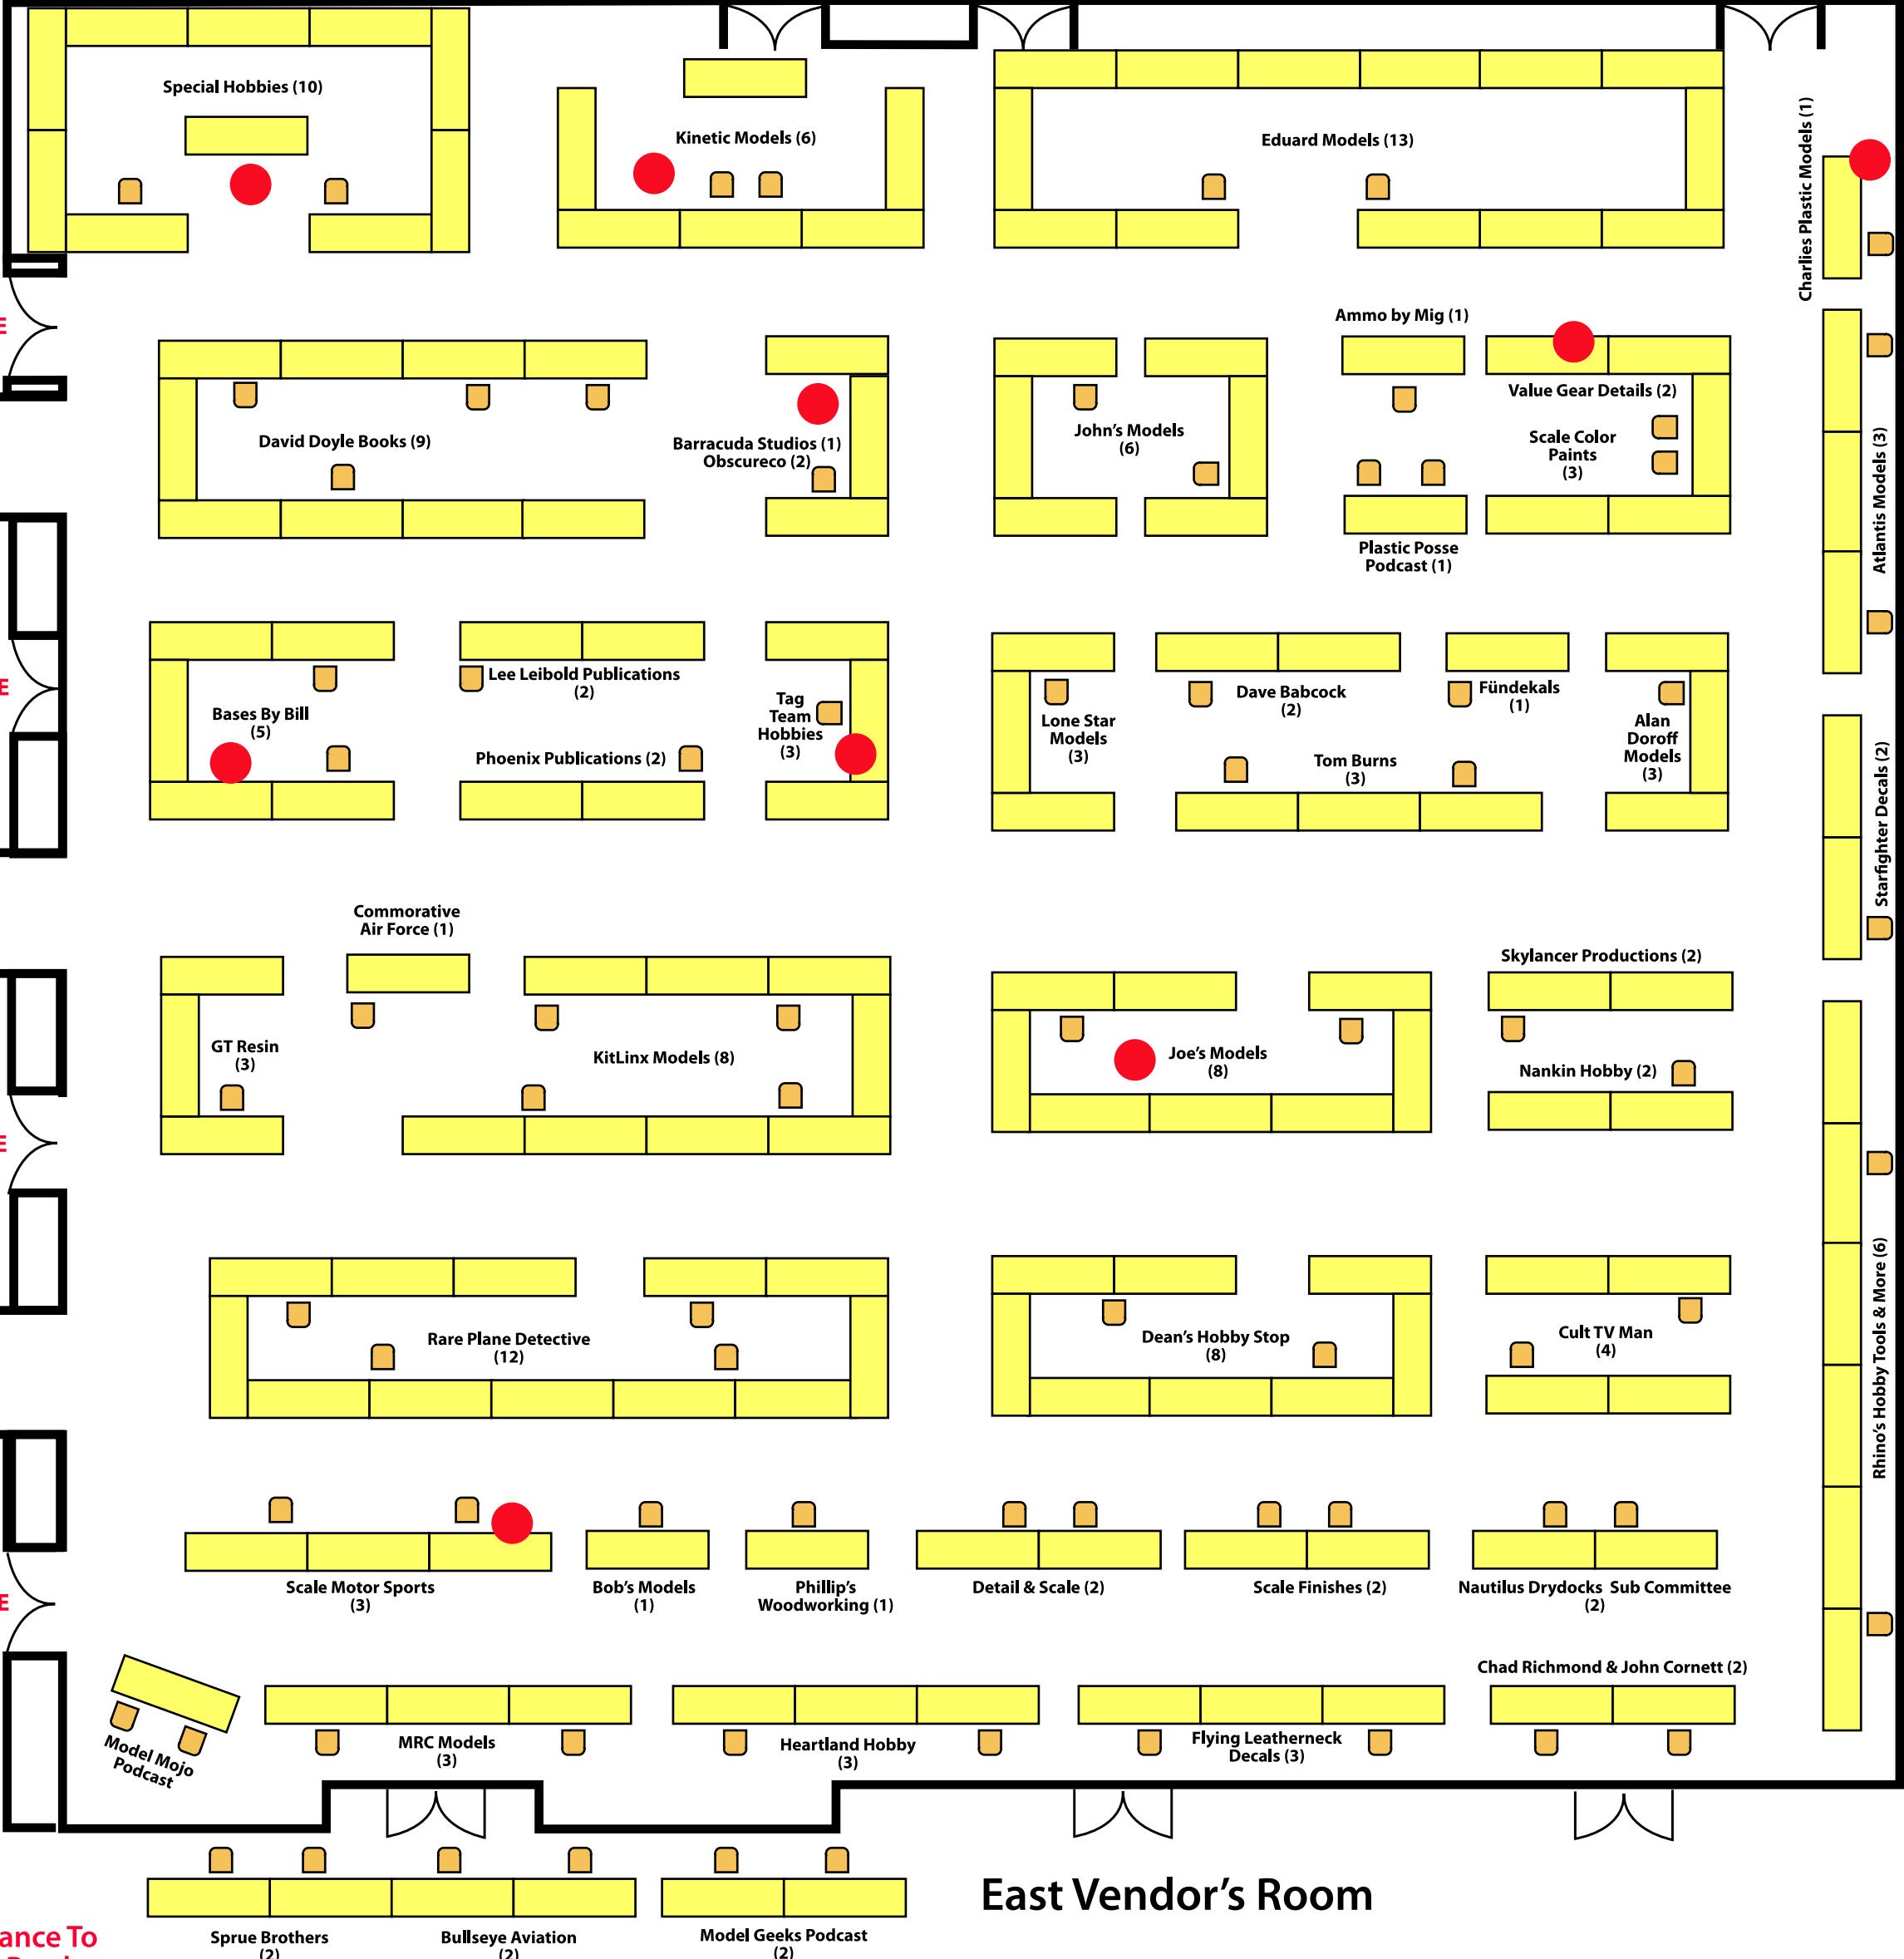 Special Hobbies (10)
Kinetic Models (6)
Eduard Models (13)
Charlies Plastic Models (1)
E
Ammo by Mig (1)
Value Gear Details (2)
David Doyle Books (9)
Barracuda Studios (1)
Obscureco (2)
John's Models
(6)
Scale Color
Paints
(3)
Atlantis Models (3)
Plastic Posse
Podcast (1)
E
Lee Leibold Publications
(2)
Bases By Bill
(5)
Tag
Team
Hobbies
(3)
Phoenix Publications (2)
Lone Star
Models
(3)
Dave Babcock
(2)
Fündekals
(1)
Alan
Doroff
Models
(3)
Tom Burns
(3)
Starfighter Decals (2)
Commorative
Air Force (1)
Skylancer Productions (2)
GT Resin
(3)
KitLinx Models (8)
Joe's Models
(8)
Nankin Hobby (2)
E
Rare Plane Detective
(12)
Dean's Hobby Stop
(8)
Cult TV Man
(4)
Rhino's Hobby Tools & More (6)
E
Scale Motor Sports
(3)
Bob's Models
(1)
Phillip's
Woodworking (1)
Detail & Scale (2)
Scale Finishes (2)
Nautilus Drydocks Sub Committee
(2)
Model Mojo
Podcast
MRC Models
(3)
Heartland Hobby
(3)
Flying Leatherneck
Decals (3)
Chad Richmond & John Cornett (2)
East Vendor's Room
ance To
Sprue Brothers
(2)
Bullseye Aviation
(2)
Model Geeks Podcast
(2)